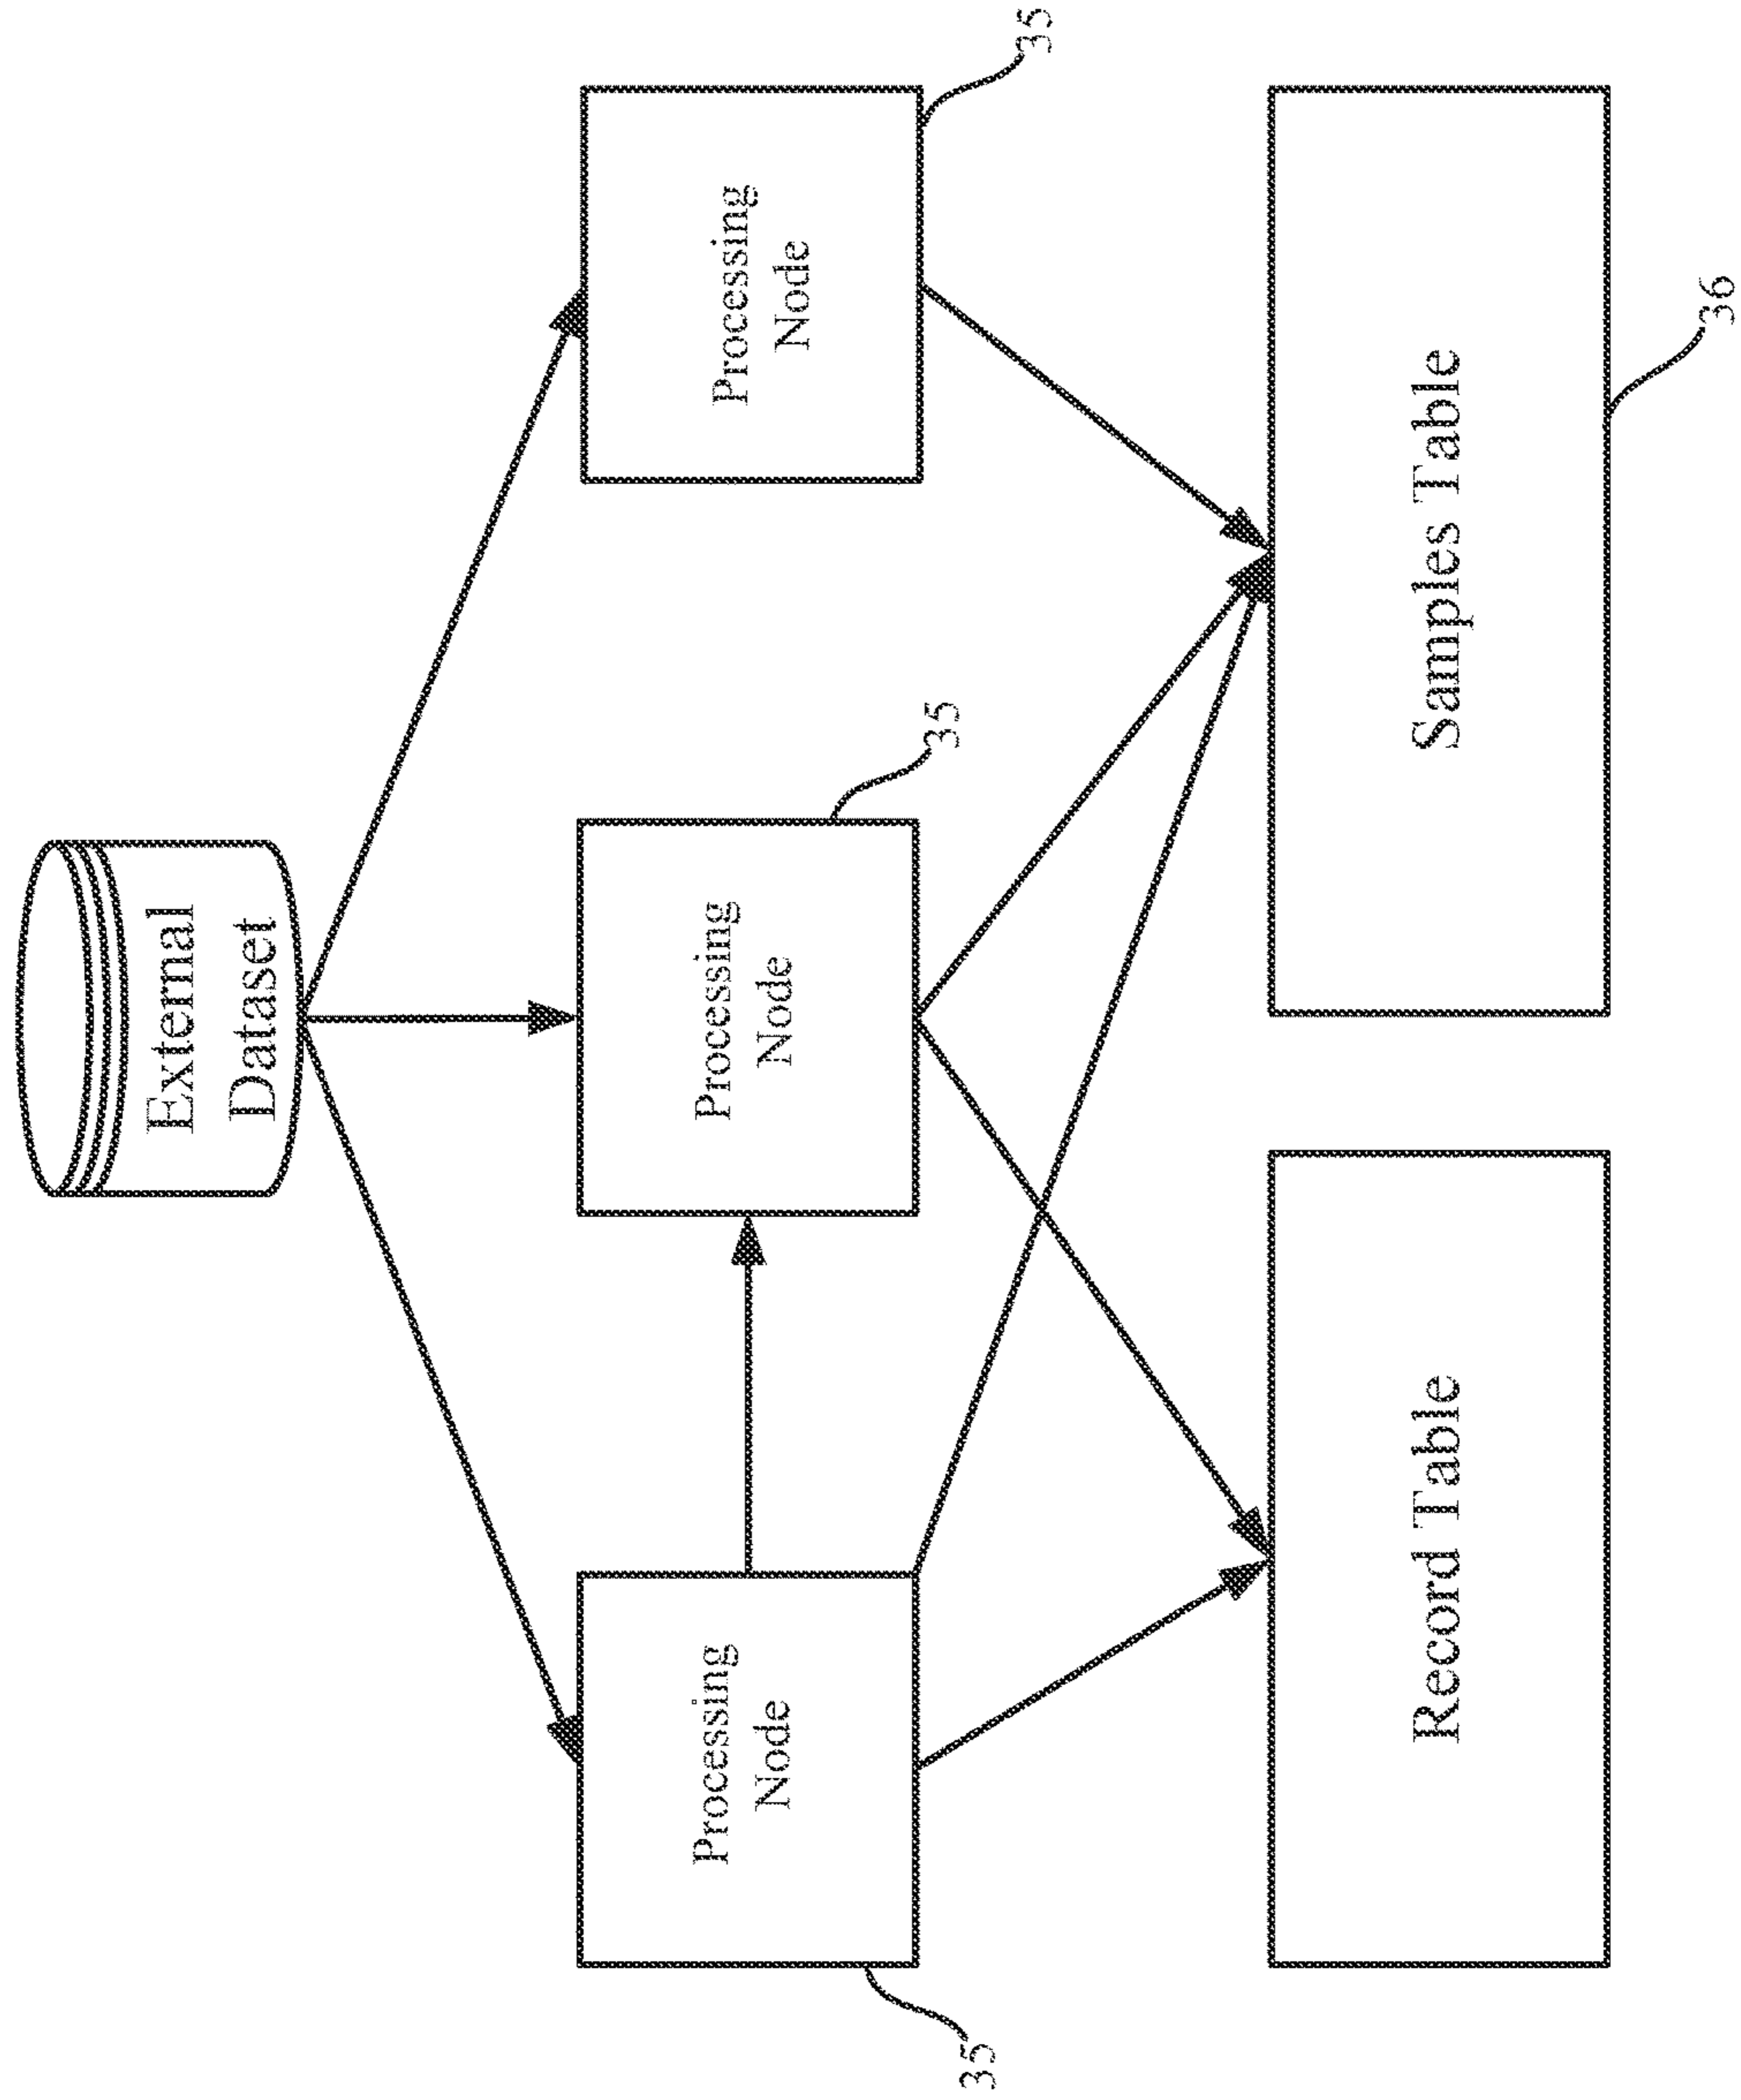 External
Dataset
Processing
Node
35
Processing
Node
35
Processing
Node
35
Record Table
Samples Table
36